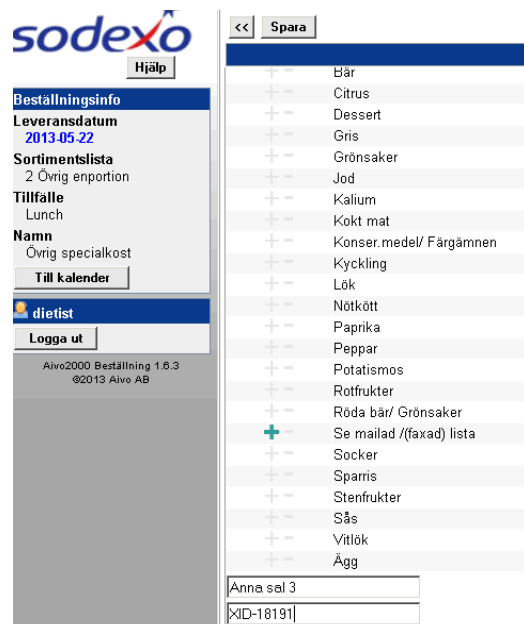 sodexo
Hjälp
Beställningsinfo
Leveransdatum
2013-05-22
Sortimentslista
2 Övrig enportion
Tillfälle
Lunch
Namn
Övrig specialkost
Till kalender
dietist
Logga ut
Aivo2000 Beställning 1.6.3
©2013 Aivo AB
<< Spara
Bär
Citrus
Dessert
Gris
Grönsaker
Jod
Kalium
Kokt mat
Konser.medel/ Färgämnen
Kyckling
Lök
Nötkött
Paprika
Peppar
Potatismos
Rotfrukter
Röda bär/ Grönsaker
Se mailad /(faxad) lista
Socker
Sparris
Stenfrukter
Sås
Vitlök
Ägg
Anna sal 3
XID-18191